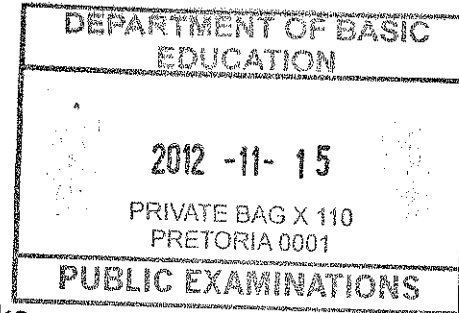 DEPARTMENT OF BASIC
EDUCATION
2012 -11- 15
PRIVATE BAG X 110
PRETORIA 0001
PUBLIC EXAMINATIONS